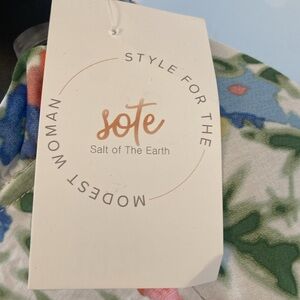 STYLE FOR THE
sote
Salt of The Earth
MODEST WOMAN